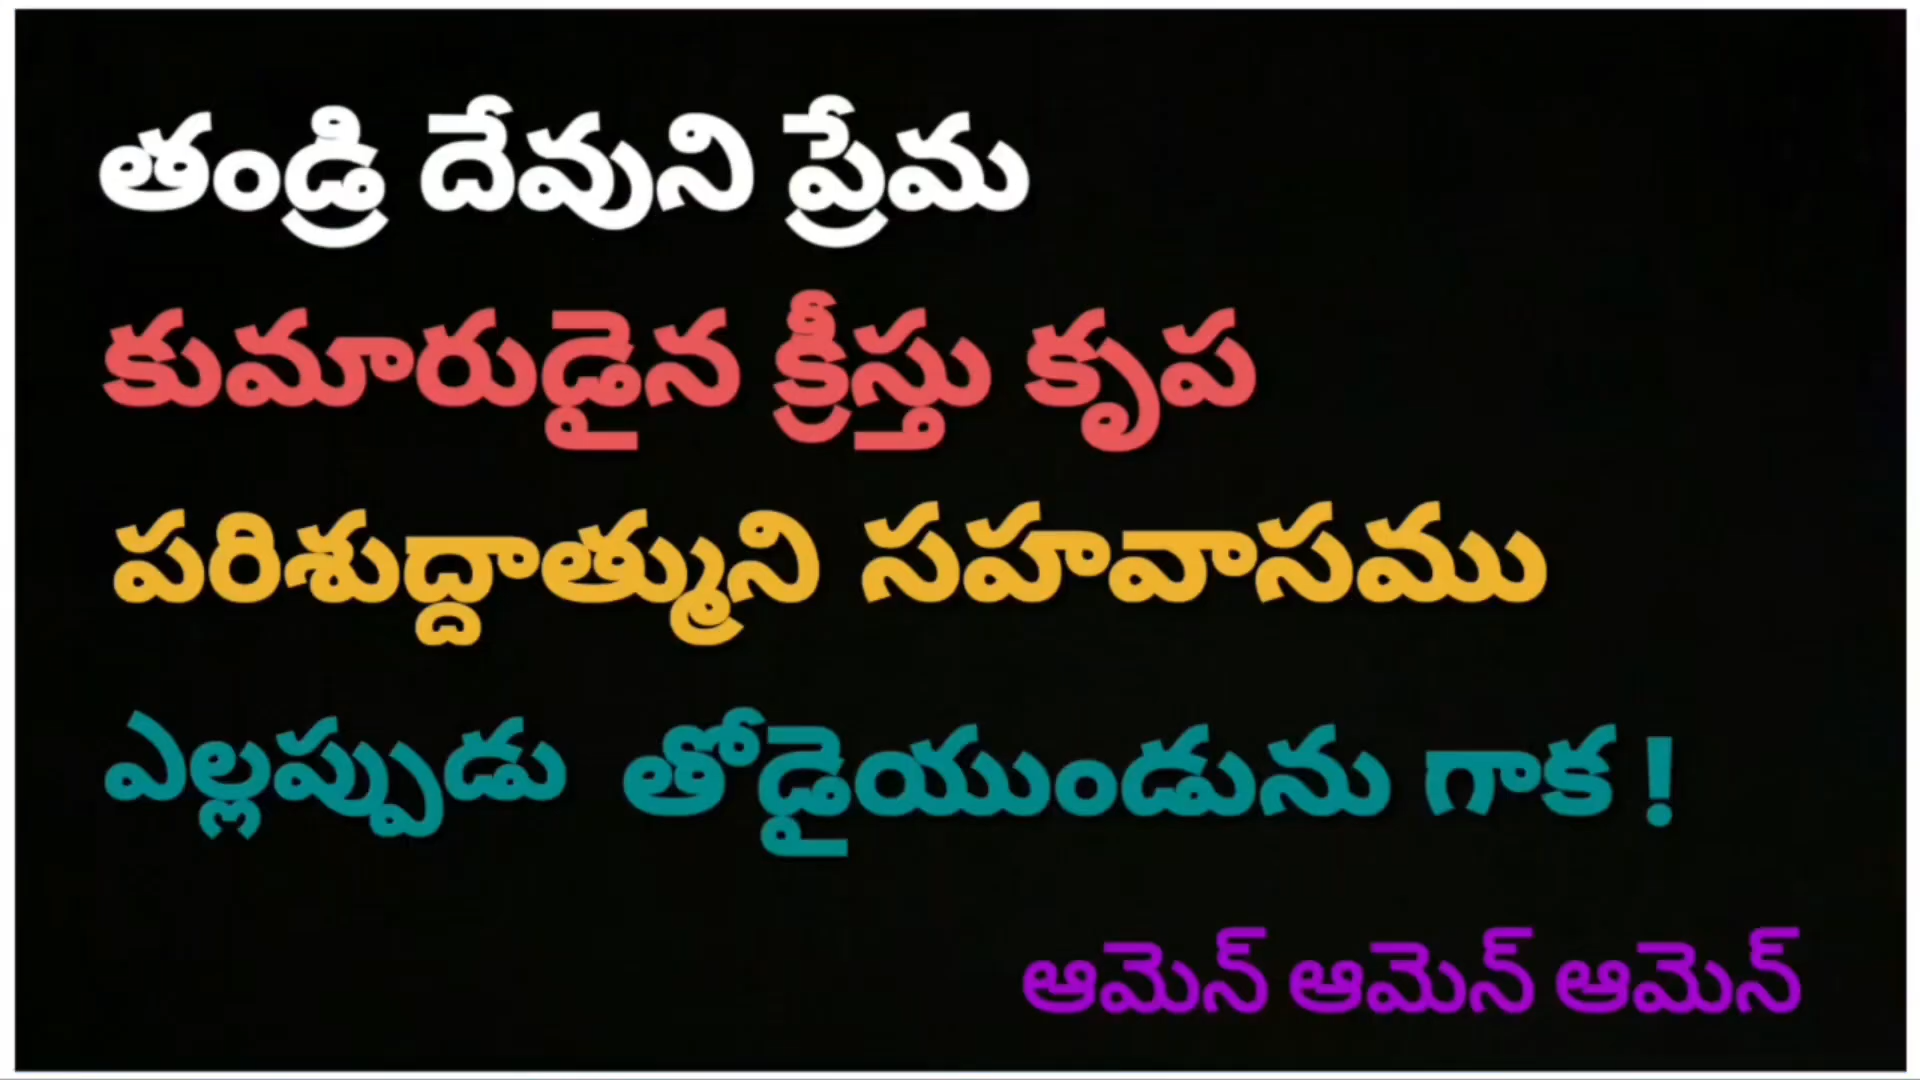 తండ్రి దేవుని ప్రేమ
కుమారుడైన క్రీస్తు కృప
పరిశుద్దాత్ముని సహవాసము
ఎల్లప్పుడు తోడైయుండును గాక !
ఆమెన్ ఆమెన్ ఆమెన్